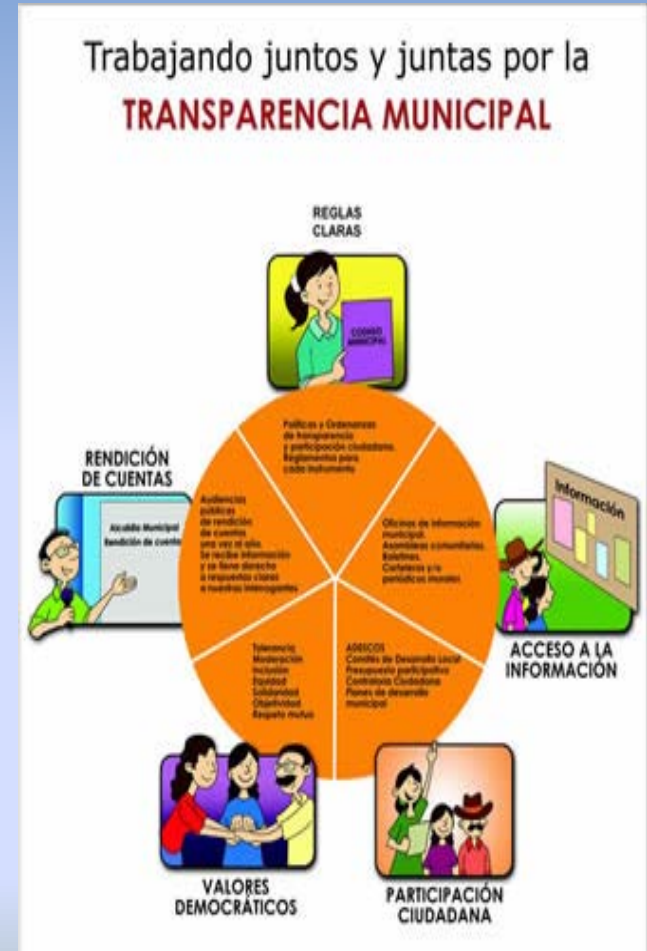 Trabajando juntos y juntas por la
TRANSPARENCIA MUNICIPAL
REGLAS
CLARAS
CODIGO
MUNICIPAL
Políticas y Ordenanzas
de transparencia
y participación ciudadana.
Reglamentos para
cada instrumento
RENDICIÓN
DE CUENTAS
Alcaldía Municipal
Rendición de cuentas
Audiencias
públicas
de rendición
de cuentas
una vez al año.
Se recibe información
y se tiene derecho
a respuestas claras
a nuestras interrogantes
Información
Oficinas de información
municipal.
Asambleas comunitarias.
Boletines.
Carteleras y/o
periódicos murales
ACCESO A LA
INFORMACIÓN
Tolerancia
Moderación
Inclusión
Equidad
Solidaridad
Objetividad
Respeto mutuo
ADESCOS
Comités de Desarrollo Local
Presupuesto participativo
Contraloría Ciudadana
Planes de desarrollo
municipal
VALORES
DEMOCRÁTICOS
PARTICIPACIÓN
CIUDADANA